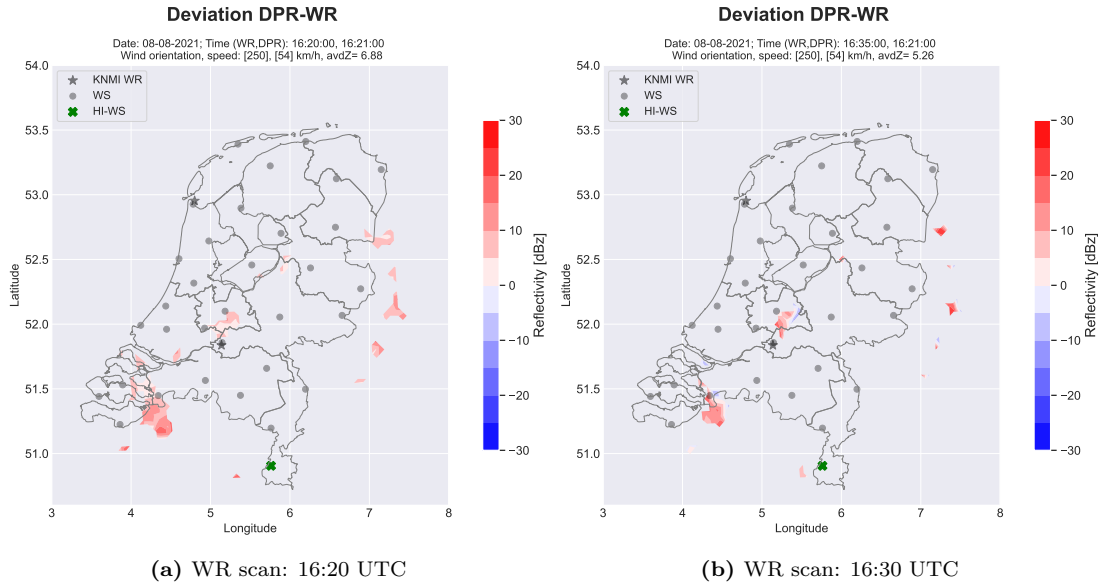 Deviation DPR-WR
Date: 08-08-2021; Time (WR,DPR): 16:20:00, 16:21:00
Wind orientation, speed: [250], [54] km/h, avdZ= 6.88
54.0
53.5
53.0
52.5
52.0
51.5
51.0
Latitude
KNMI WR
WS
HI-WS
3
4
5
6
7
8
Longitude
30
20
10
0
−10
−20
−30
Reflectivity [dBz]
(a) WR scan: 16:20 UTC
Deviation DPR-WR
Date: 08-08-2021; Time (WR,DPR): 16:35:00, 16:21:00
Wind orientation, speed: [250], [54] km/h, avdZ= 5.26
54.0
53.5
53.0
52.5
52.0
51.5
51.0
Latitude
KNMI WR
WS
HI-WS
3
4
5
6
7
8
Longitude
30
20
10
0
−10
−20
−30
Reflectivity [dBz]
(b) WR scan: 16:30 UTC